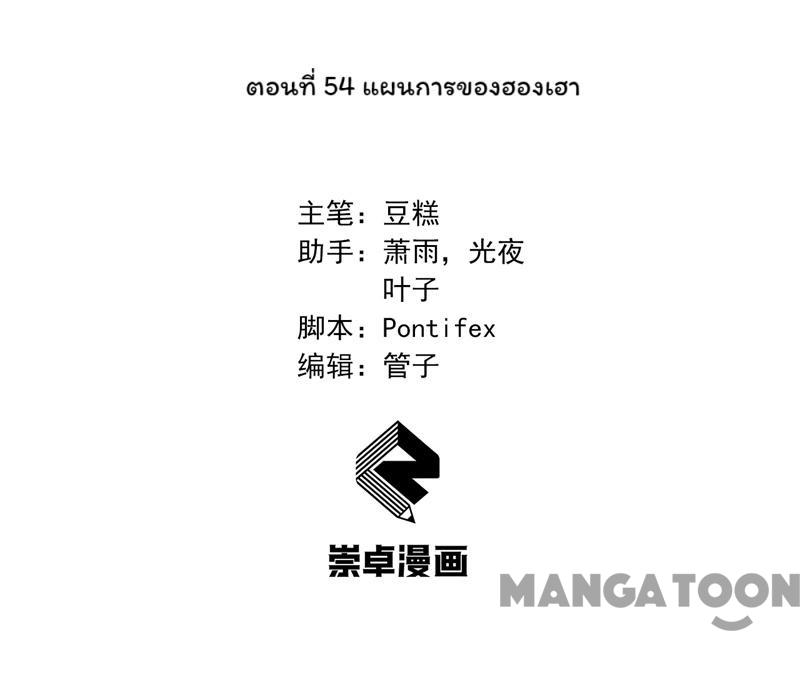 ตอนที่ 54 แผนการของฮองเฮา
主笔：豆糕
助手：萧雨，光夜
叶子
脚本：Pontifex
编辑：管子
崇卓漫画
MANGATOON